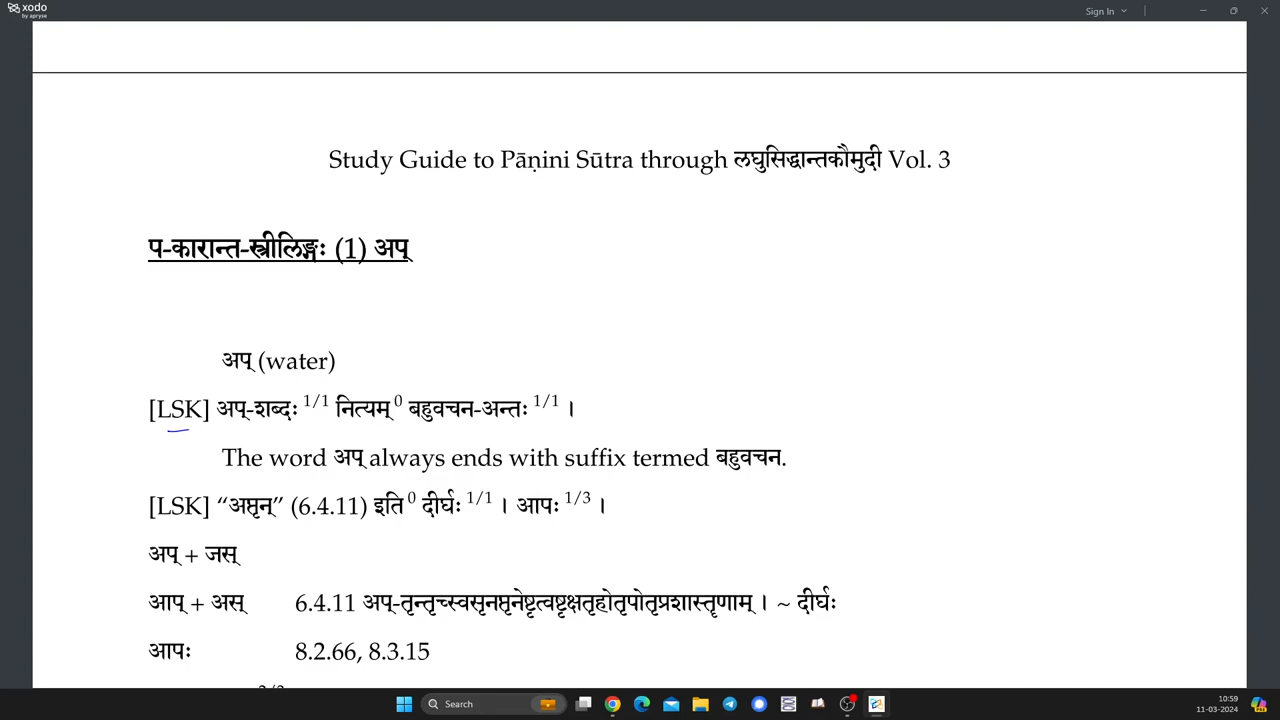 xodo
by apryse
Sign In
Study Guide to Pāṇini Sūtra through लघुसिद्धान्तकौमुदी Vol. 3
प-कारान्त-स्त्रीलिङ्गः (1) अप्
अप् (water)
[LSK] अप्-शब्दः 1/1 नित्यम् 0 बहुवचन-अन्तः 1/1 ।
The word अप् always ends with suffix termed बहुवचन.
[LSK] “अप्तृन्” (6.4.11) इति 0 दीर्घः 1/1 । आपः 1/3 ।
अप् + जस्
आप् + अस् 6.4.11 अप्-तृन्तृच्स्वसृनप्तृनेष्टृत्वष्टृक्षतृहोतृपोतृप्रशास्तॄणाम् । ~ दीर्घः
आपः 8.2.66, 8.3.15
Search
10:59
11-03-2024